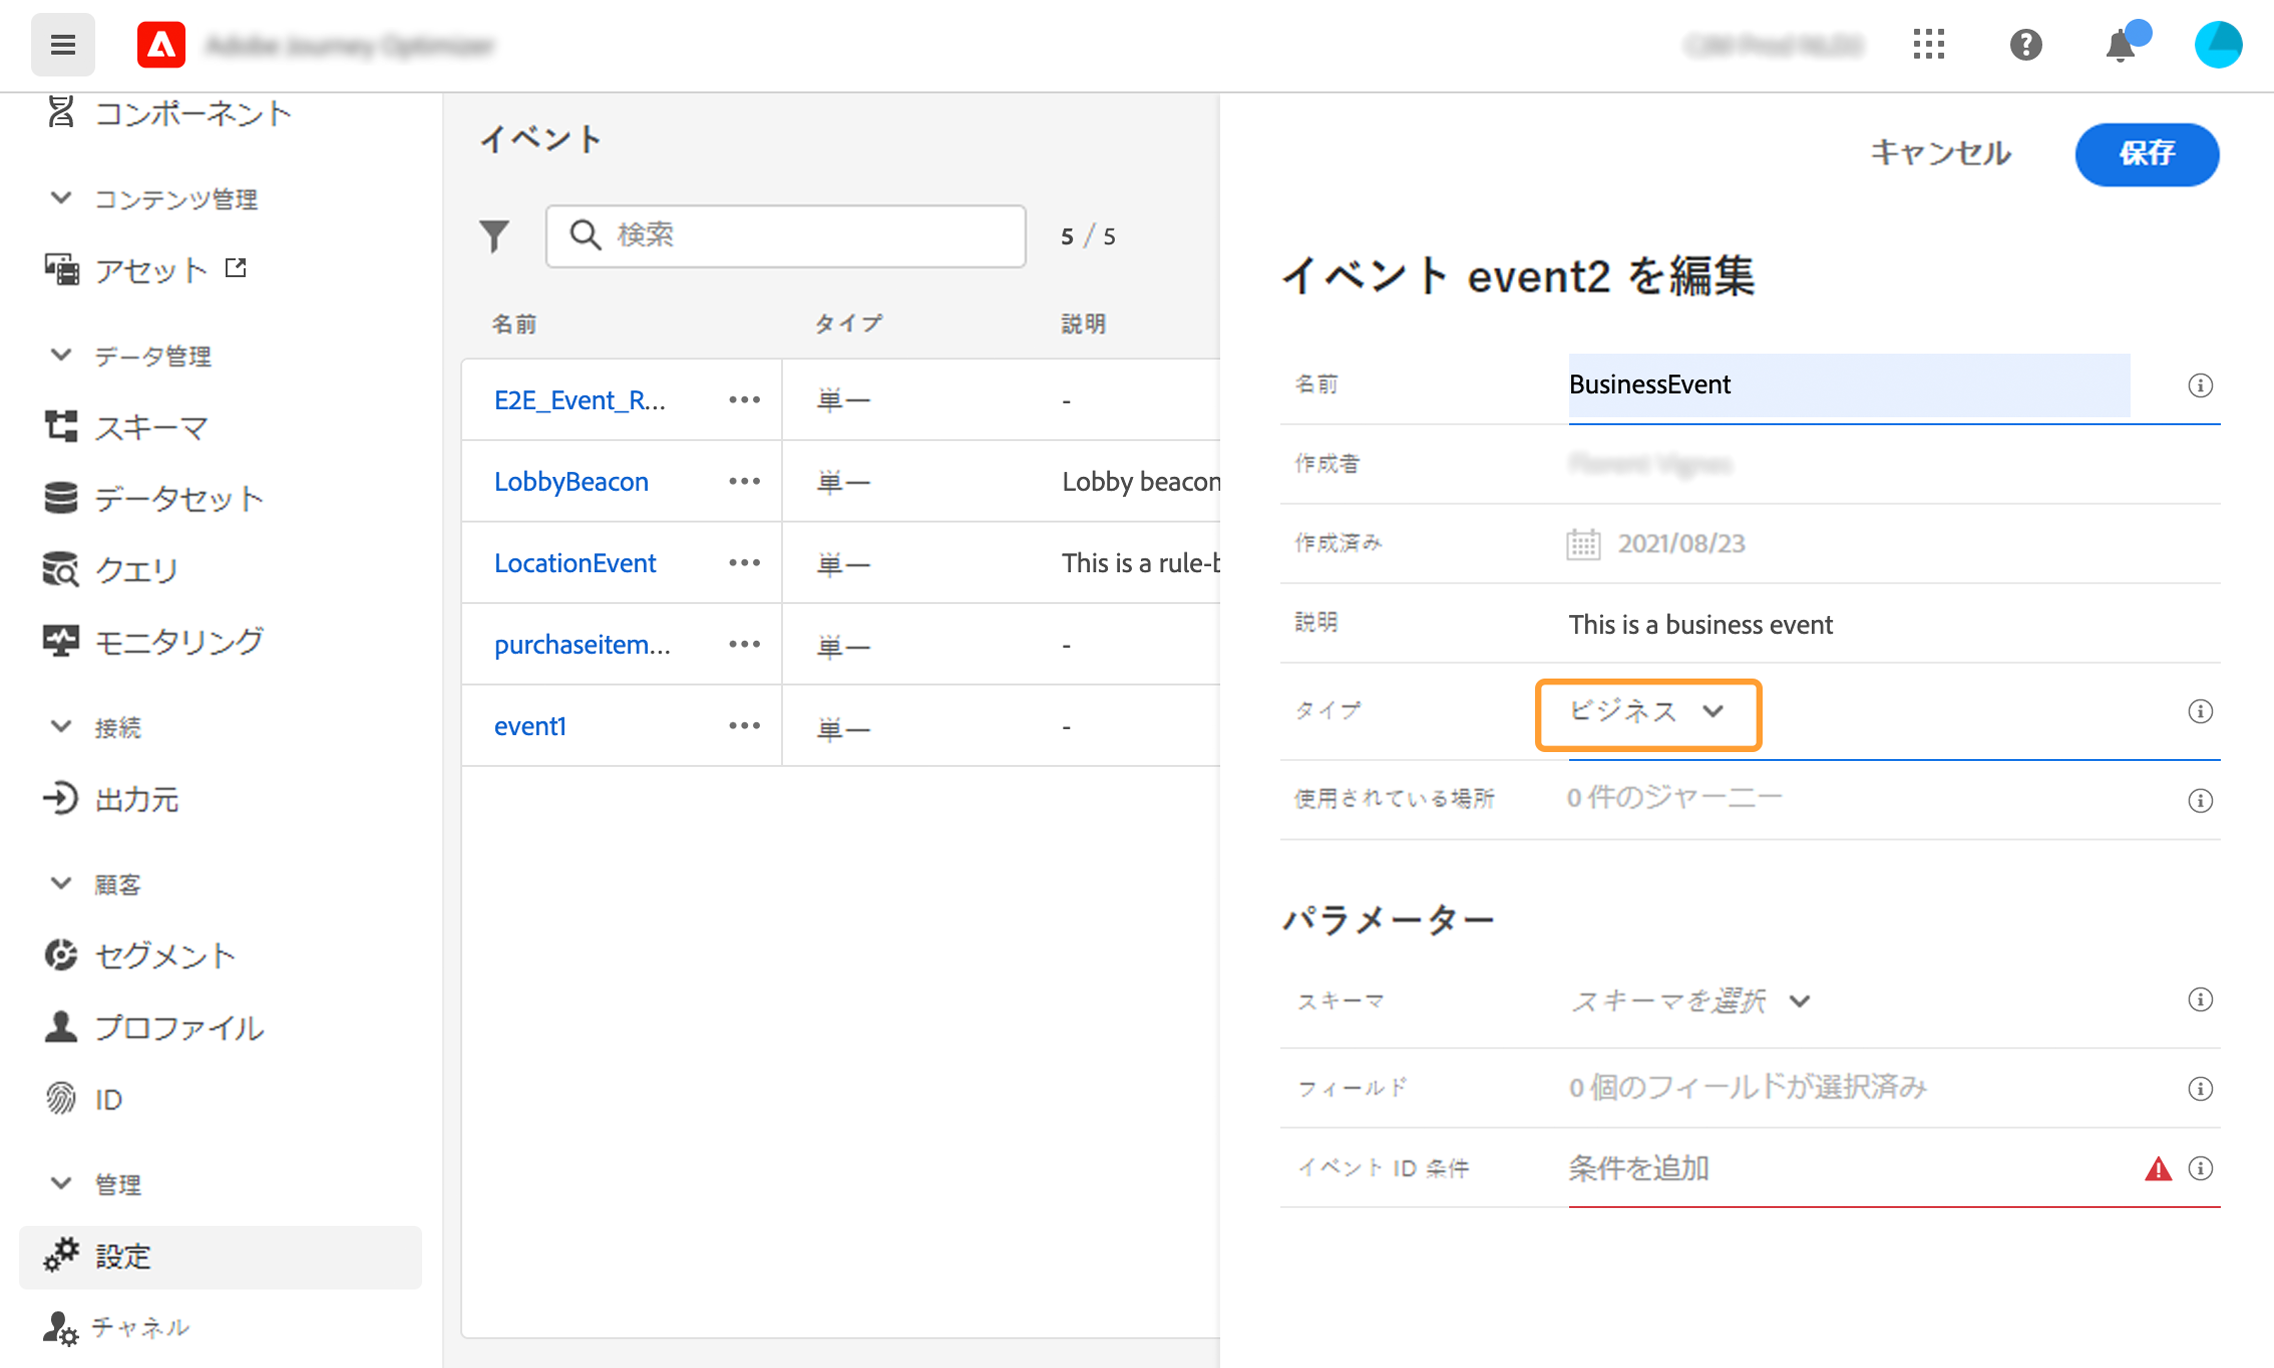 コンポーネント
コンテンツ管理
アセット
データ管理
スキーマ
データセット
クエリ
モニタリング
接続
出力元
顧客
セグメント
プロファイル
ID
管理
設定
チャネル
イベント
検索
5 / 5
名前 タイプ 説明
E2E_Event_R... 単一 -
LobbyBeacon 単一 Lobby beacon
LocationEvent 単一 This is a rule-b
purchaseitem... 単一 -
event1 単一 -
キャンセル 保存
イベント event2 を編集
名前 BusinessEvent
作成者
作成済み 2021/08/23
説明 This is a business event
タイプ ビジネス
使用されている場所 0 件のジャーニー
パラメーター
スキーマ スキーマを選択
フィールド 0 個のフィールドが選択済み
イベント ID 条件 条件を追加